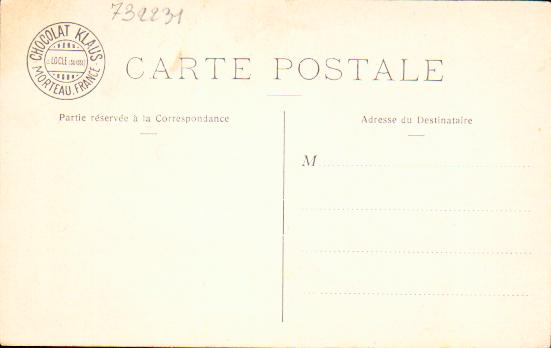 732231
CHOCOLAT KLAUS
LOCLE (SUISSE)
MORTEAU, FRANCE
CARTE POSTALE
Partie réservée à la Correspondance
Adresse du Destinataire
M